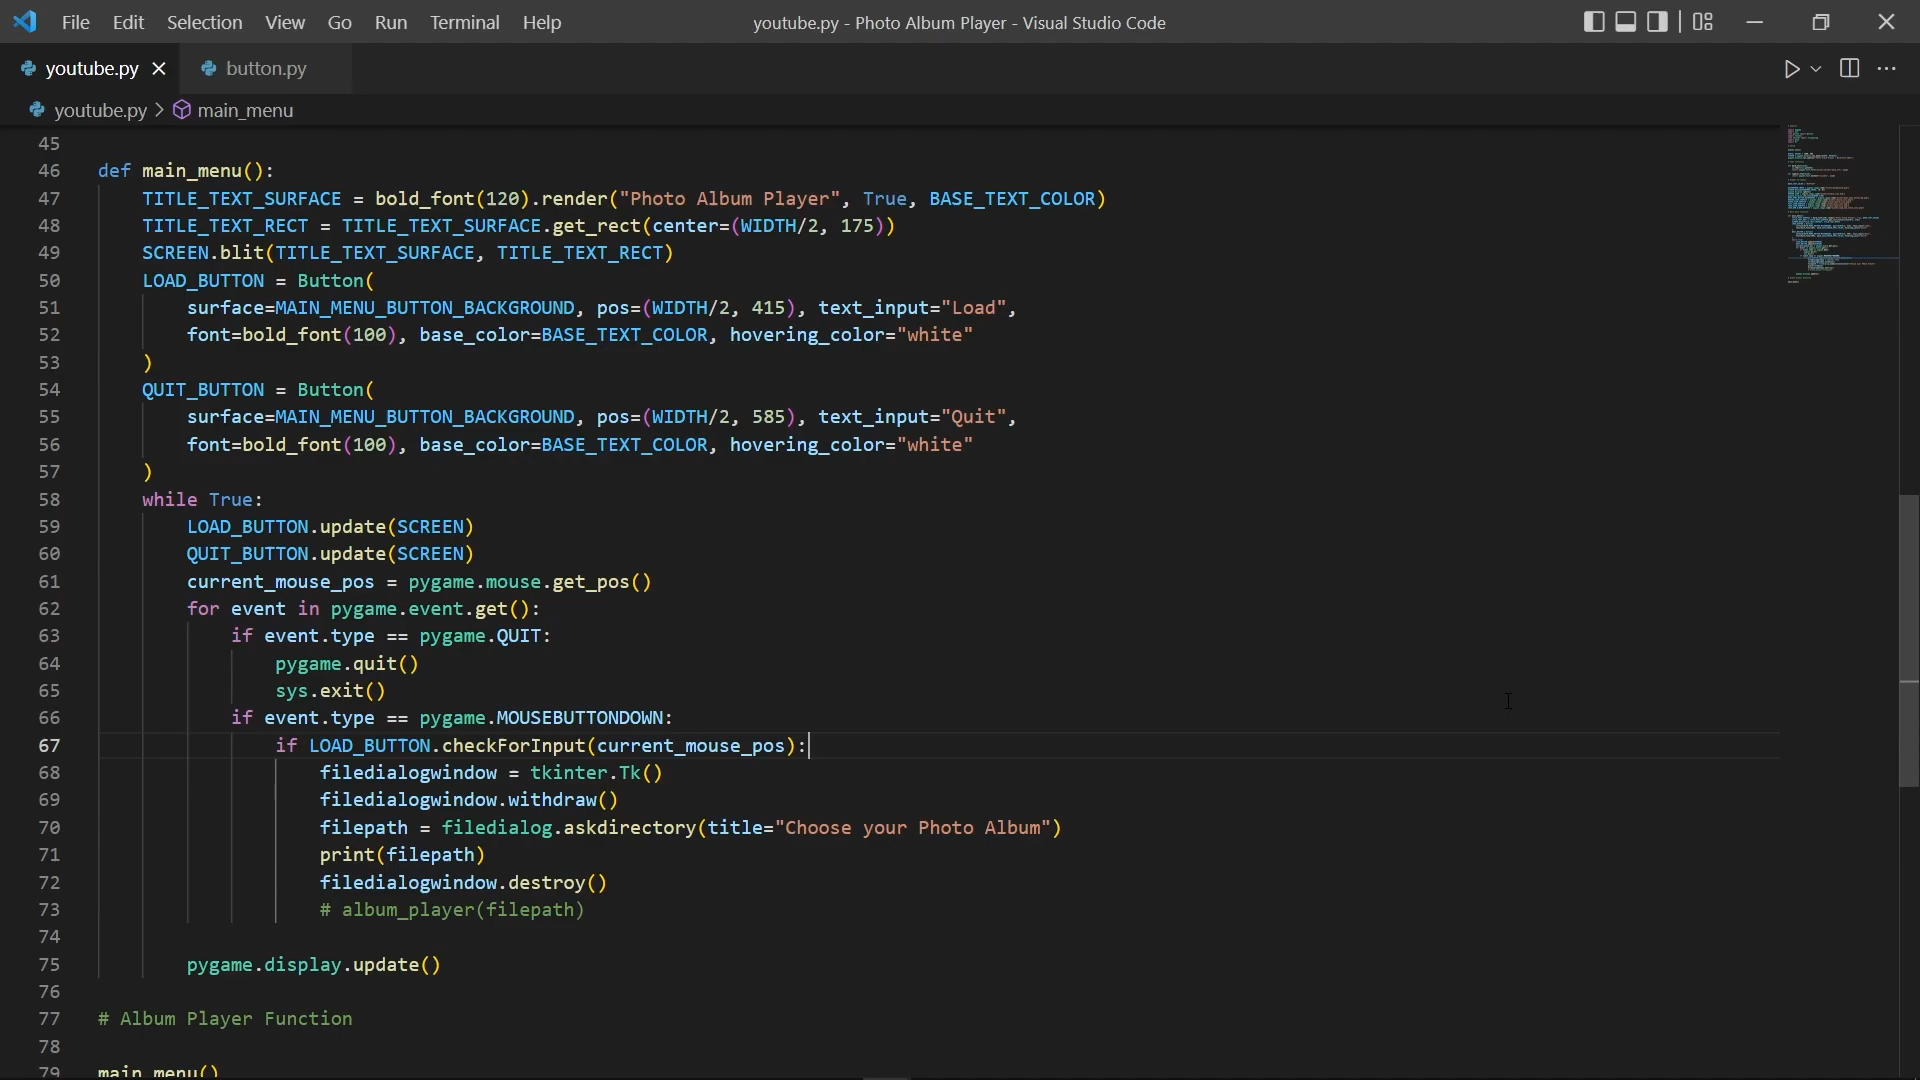 File Edit Selection View Go Run Terminal Help youtube.py - Photo Album Player - Visual Studio Code
youtube.py button.py
youtube.py > main_menu
45
46 def main_menu():
47 TITLE_TEXT_SURFACE = bold_font(120).render("Photo Album Player", True, BASE_TEXT_COLOR)
48 TITLE_TEXT_RECT = TITLE_TEXT_SURFACE.get_rect(center=(WIDTH/2, 175))
49 SCREEN.blit(TITLE_TEXT_SURFACE, TITLE_TEXT_RECT)
50 LOAD_BUTTON = Button(
51 surface=MAIN_MENU_BUTTON_BACKGROUND, pos=(WIDTH/2, 415), text_input="Load",
52 font=bold_font(100), base_color=BASE_TEXT_COLOR, hovering_color="white"
53 )
54 QUIT_BUTTON = Button(
55 surface=MAIN_MENU_BUTTON_BACKGROUND, pos=(WIDTH/2, 585), text_input="Quit",
56 font=bold_font(100), base_color=BASE_TEXT_COLOR, hovering_color="white"
57 )
58 while True:
59 LOAD_BUTTON.update(SCREEN)
60 QUIT_BUTTON.update(SCREEN)
61 current_mouse_pos = pygame.mouse.get_pos()
62 for event in pygame.event.get():
63 if event.type == pygame.QUIT:
64 pygame.quit()
65 sys.exit()
66 if event.type == pygame.MOUSEBUTTONDOWN:
67 if LOAD_BUTTON.checkForInput(current_mouse_pos):
68 filedialogwindow = tkinter.Tk()
69 filedialogwindow.withdraw()
70 filepath = filedialog.askdirectory(title="Choose your Photo Album")
71 print(filepath)
72 filedialogwindow.destroy()
73 # album_player(filepath)
74
75 pygame.display.update()
76
77 # Album Player Function
78
79 main_menu()